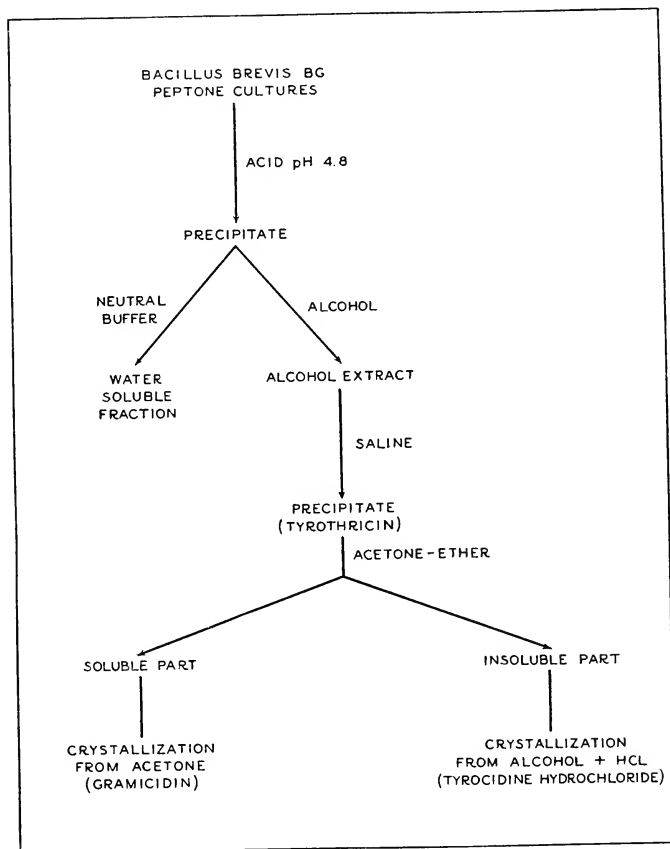 BACILLUS BREVIS BG
PEPTONE CULTURES
ACID pH 4.8
PRECIPITATE
NEUTRAL
BUFFER
ALCOHOL
WATER
SOLUBLE
FRACTION
ALCOHOL EXTRACT
SALINE
PRECIPITATE
(TYROTHRICIN)
ACETONE-ETHER
SOLUBLE PART
INSOLUBLE PART
CRYSTALLIZATION
FROM ACETONE
(GRAMICIDIN)
CRYSTALLIZATION
FROM ALCOHOL + HCL
(TYROCIDINE HYDROCHLORIDE)